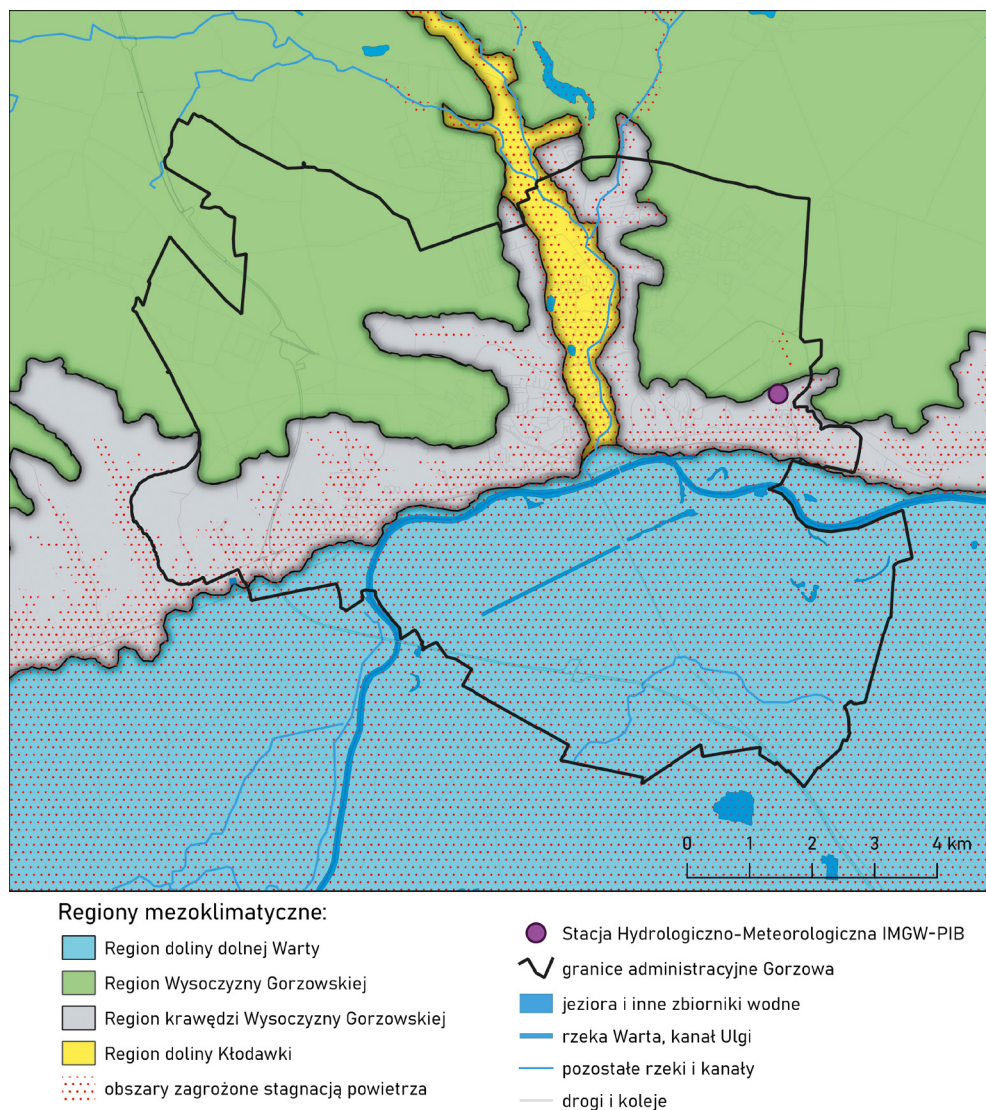 0 1 2 3 4 km
Regiony mezoklimatyczne:
Region doliny dolnej Warty
Region Wysoczyzny Gorzowskiej
Region krawędzi Wysoczyzny Gorzowskiej
Region doliny Kłodawki
obszary zagrożone stagnacją powietrza
Stacja Hydrologiczno-Meteorologiczna IMGW-PIB
granice administracyjne Gorzowa
jeziora i inne zbiorniki wodne
rzeka Warta, kanał Ulgi
pozostałe rzeki i kanały
drogi i koleje